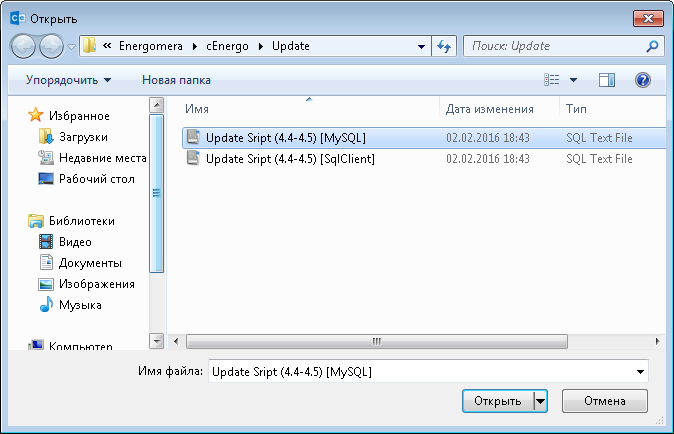 Открыть
« Energomera ▸ cEnergo ▸ Update
Поиск: Update
Упорядочить
Новая папка
Избранное
Загрузки
Недавние места
Рабочий стол
Библиотеки
Видео
Документы
Изображения
Музыка
Компьютер
Имя Дата изменения Тип
Update Sript (4.4-4.5) [MySQL] 02.02.2016 18:43 SQL Text File
Update Sript (4.4-4.5) [SqlClient] 02.02.2016 18:43 SQL Text File
Имя файла: Update Sript (4.4-4.5) [MySQL]
Открыть Отмена